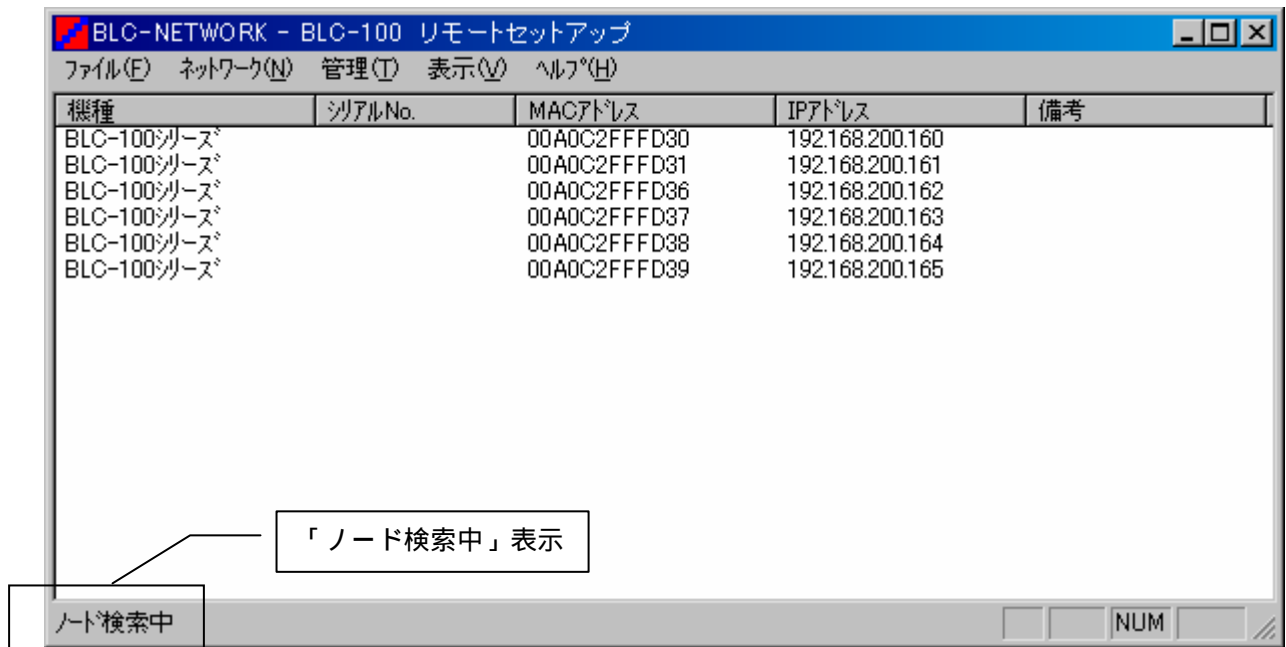 BLC-NETWORK - BLC-100 リモートセットアップ
ﾌｧｲﾙ(F) ﾈｯﾄﾜｰｸ(N) 管理(T) 表示(V) ﾍﾙﾌﾟ(H)
機種 ｼﾘｱﾙNo. MACｱﾄﾞﾚｽ IPｱﾄﾞﾚｽ 備考
BLC-100ｼﾘｰｽﾞ 00A0C2FFFD30 192.168.200.160
BLC-100ｼﾘｰｽﾞ 00A0C2FFFD31 192.168.200.161
BLC-100ｼﾘｰｽﾞ 00A0C2FFFD36 192.168.200.162
BLC-100ｼﾘｰｽﾞ 00A0C2FFFD37 192.168.200.163
BLC-100ｼﾘｰｽﾞ 00A0C2FFFD38 192.168.200.164
BLC-100ｼﾘｰｽﾞ 00A0C2FFFD39 192.168.200.165
「ノード検索中」表示
ﾉｰﾄﾞ検索中 NUM